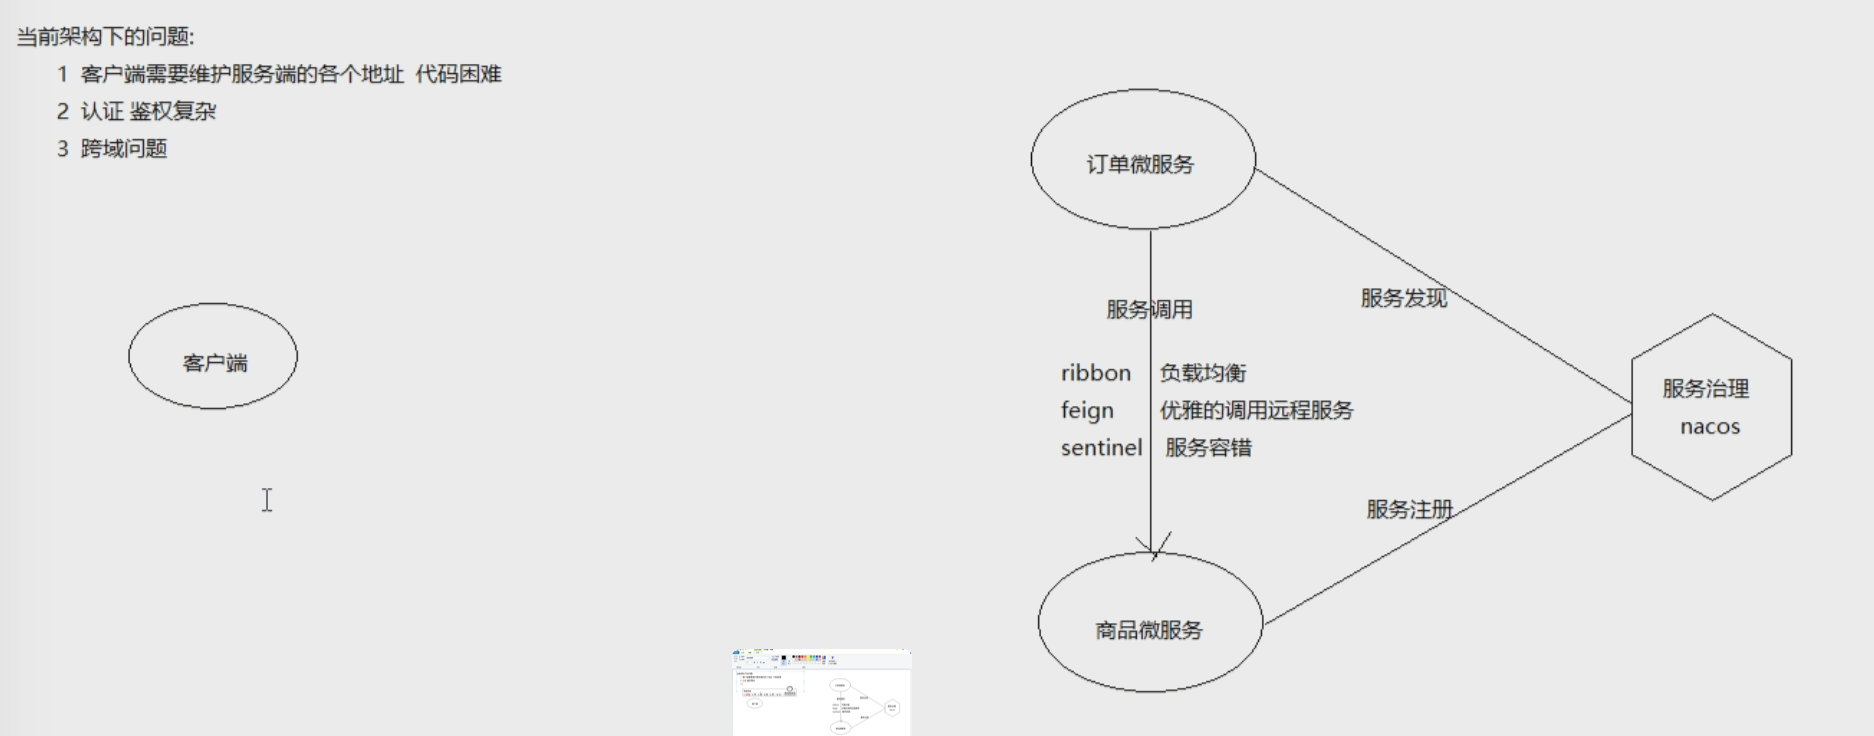 当前架构下的问题:
1 客户端需要维护服务端的各个地址 代码困难
2 认证 鉴权复杂
3 跨域问题
订单微服务
服务调用
服务发现
客户端
ribbon 负载均衡
feign 优雅的调用远程服务
sentinel 服务容错
服务治理
nacos
服务注册
商品微服务